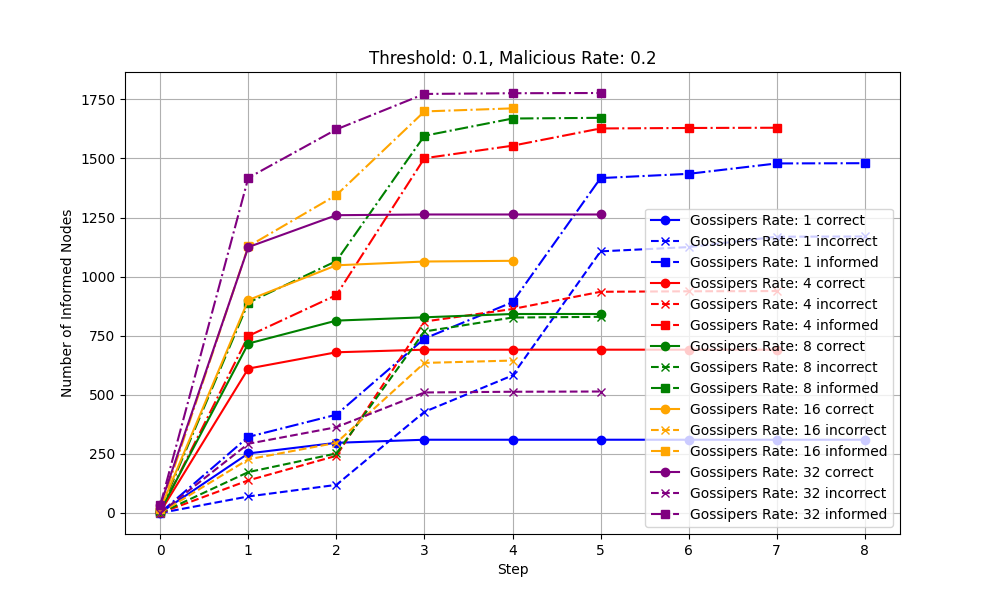 Threshold: 0.1, Malicious Rate: 0.2
Number of Informed Nodes
1750
1500
1250
1000
750
500
250
0
Gossipers Rate: 1 correct
Gossipers Rate: 1 incorrect
Gossipers Rate: 1 informed
Gossipers Rate: 4 correct
Gossipers Rate: 4 incorrect
Gossipers Rate: 4 informed
Gossipers Rate: 8 correct
Gossipers Rate: 8 incorrect
Gossipers Rate: 8 informed
Gossipers Rate: 16 correct
Gossipers Rate: 16 incorrect
Gossipers Rate: 16 informed
Gossipers Rate: 32 correct
Gossipers Rate: 32 incorrect
Gossipers Rate: 32 informed
0 1 2 3 4 5 6 7 8
Step